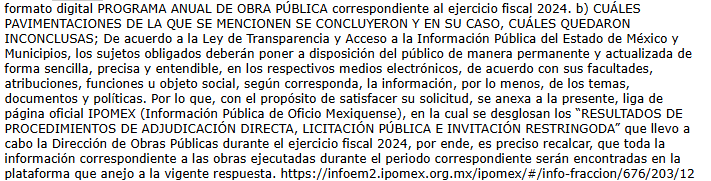 formato digital PROGRAMA ANUAL DE OBRA PÚBLICA correspondiente al ejercicio fiscal 2024. b) CUÁLES
PAVIMENTACIONES DE LA QUE SE MENCIONEN SE CONCLUYERON Y EN SU CASO, CUÁLES QUEDARON
INCONCLUSAS; De acuerdo a la Ley de Transparencia y Acceso a la Información Pública del Estado de México y
Municipios, los sujetos obligados deberán poner a disposición del público de manera permanente y actualizada de
forma sencilla, precisa y entendible, en los respectivos medios electrónicos, de acuerdo con sus facultades,
atribuciones, funciones u objeto social, según corresponda, la información, por lo menos, de los temas,
documentos y políticas. Por lo que, con el propósito de satisfacer su solicitud, se anexa a la presente, liga de
página oficial IPOMEX (Información Pública de Oficio Mexiquense), en la cual se desglosan los “RESULTADOS DE
PROCEDIMIENTOS DE ADJUDICACIÓN DIRECTA, LICITACIÓN PÚBLICA E INVITACIÓN RESTRINGODA” que llevo a
cabo la Dirección de Obras Públicas durante el ejercicio fiscal 2024, por ende, es preciso recalcar, que toda la
información correspondiente a las obras ejecutadas durante el periodo correspondiente serán encontradas en la
plataforma que anejo a la vigente respuesta. https://infoem2.ipomex.org.mx/ipomex/#/info-fraccion/676/203/12